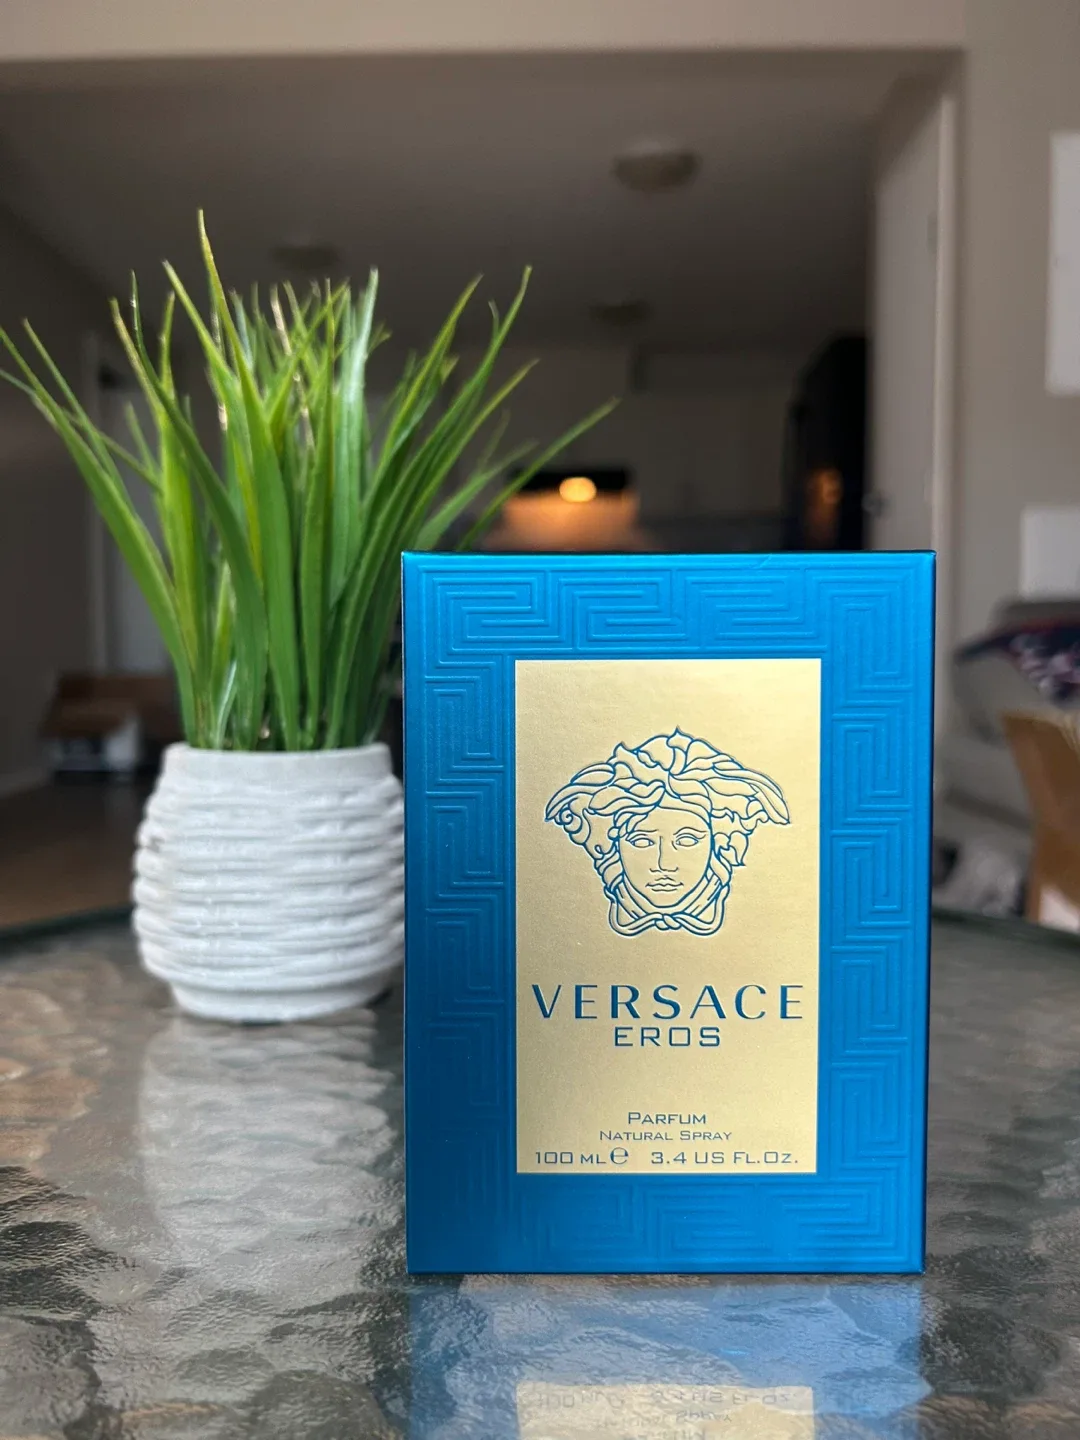 VERSACE
EROS
PARFUM
NATURAL SPRAY
100 ML℮ 3.4 US FL.OZ.